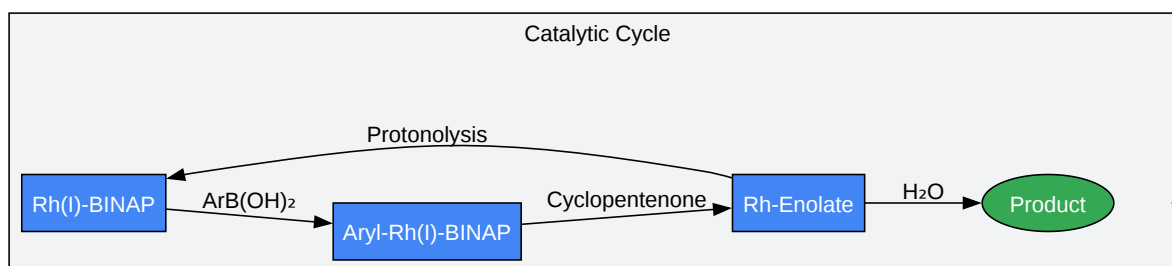 Catalytic Cycle
Protonolysis
Rh(I)-BINAP
ArB(OH)₂
Aryl-Rh(I)-BINAP
Cyclopentenone
Rh-Enolate
H₂O
Product